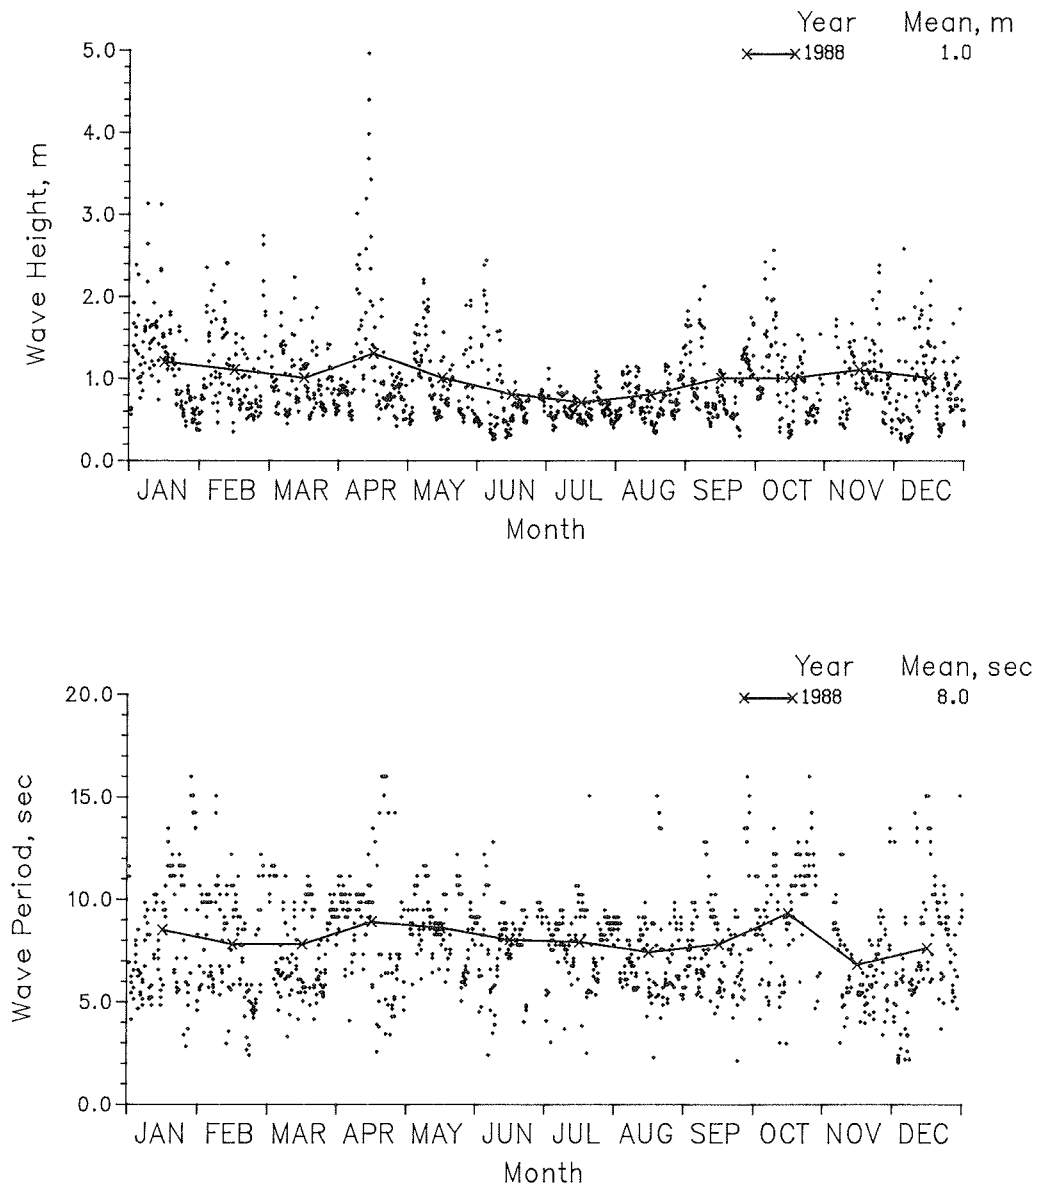 Year Mean, m
1988 1.0
5.0
4.0
3.0
2.0
1.0
0.0
Wave Height, m
JAN FEB MAR APR MAY JUN JUL AUG SEP OCT NOV DEC
Month
Year Mean, sec
1988 8.0
20.0
15.0
10.0
5.0
0.0
Wave Period, sec
JAN FEB MAR APR MAY JUN JUL AUG SEP OCT NOV DEC
Month